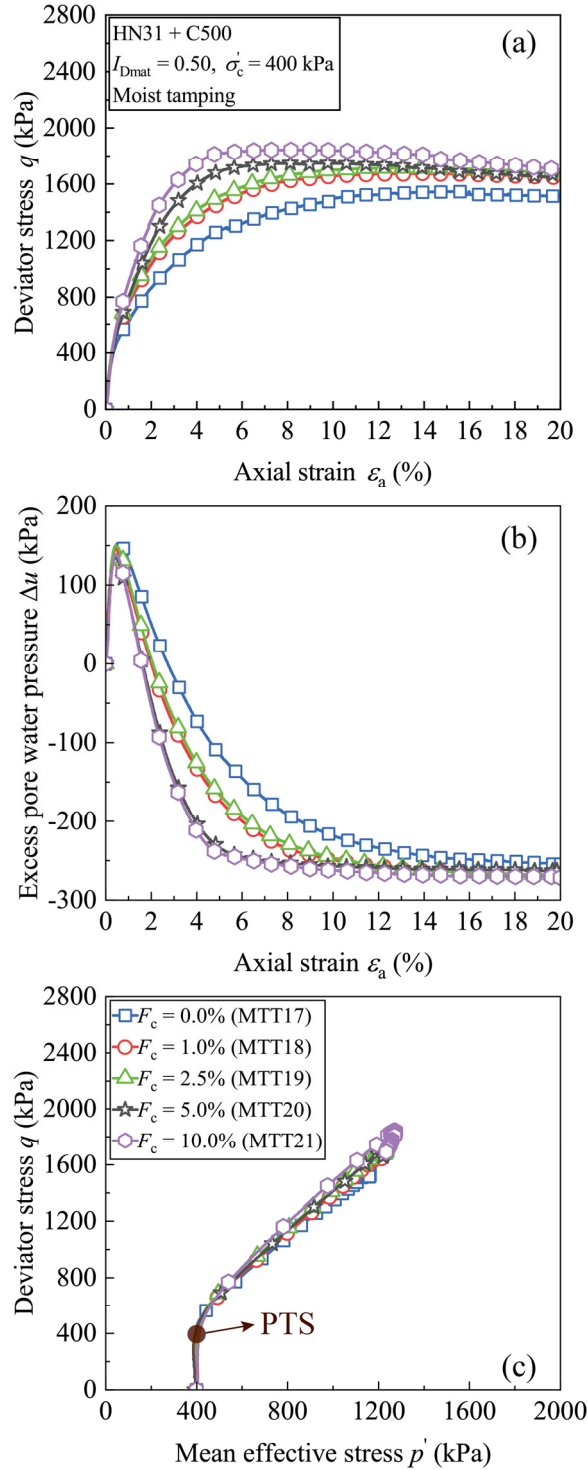 2800
2400
2000
1600
1200
800
400
0
Deviator stress q (kPa)
HN31 + C500
I_Dmat = 0.50, σ'_c = 400 kPa
Moist tamping
(a)
0 2 4 6 8 10 12 14 16 18 20
Axial strain ε_a (%)
200
100
0
-100
-200
-300
Excess pore water pressure Δu (kPa)
(b)
0 2 4 6 8 10 12 14 16 18 20
Axial strain ε_a (%)
2800
2400
2000
1600
1200
800
400
0
Deviator stress q (kPa)
F_c = 0.0% (MTT17)
F_c = 1.0% (MTT18)
F_c = 2.5% (MTT19)
F_c = 5.0% (MTT20)
F_c = 10.0% (MTT21)
PTS
(c)
0 400 800 1200 1600 2000
Mean effective stress p' (kPa)